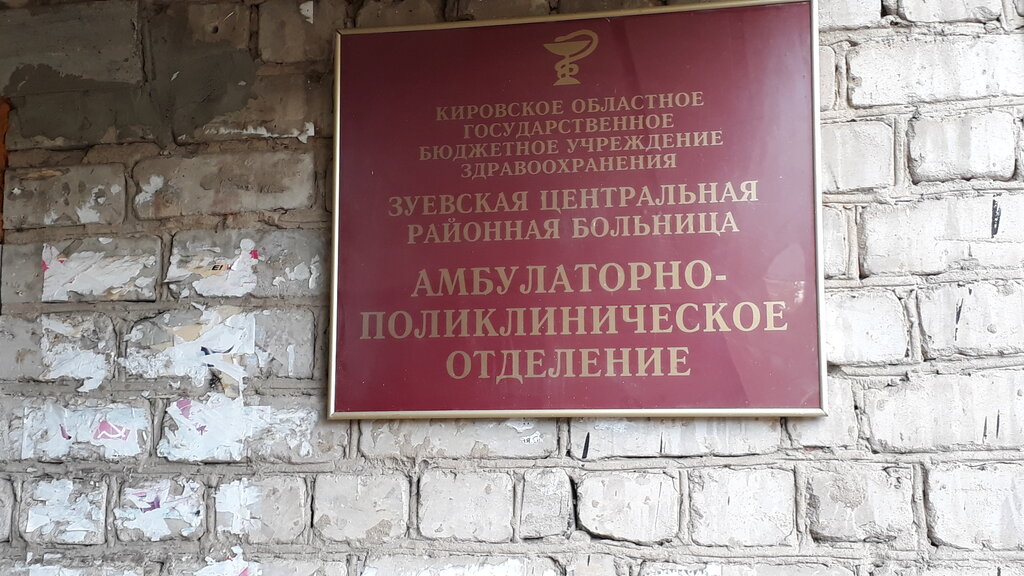 КИРОВСКОЕ ОБЛАСТНОЕ
ГОСУДАРСТВЕННОЕ
БЮДЖЕТНОЕ УЧРЕЖДЕНИЕ
ЗДРАВООХРАНЕНИЯ
ЗУЕВСКАЯ ЦЕНТРАЛЬНАЯ
РАЙОННАЯ БОЛЬНИЦА
АМБУЛАТОРНО-
ПОЛИКЛИНИЧЕСКОЕ
ОТДЕЛЕНИЕ